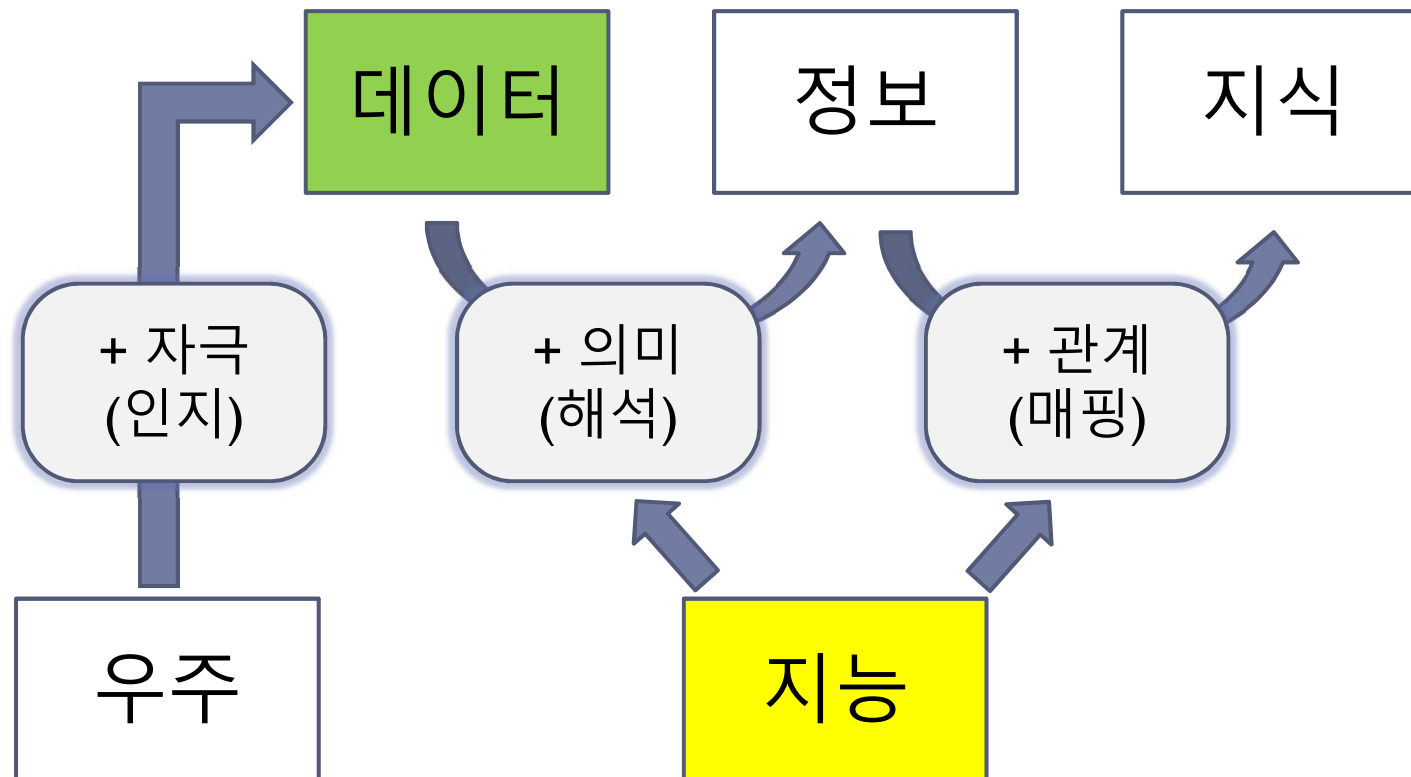 데이터
정보
지식
+ 자극
(인지)
+ 의미
(해석)
+ 관계
(매핑)
우주
지능